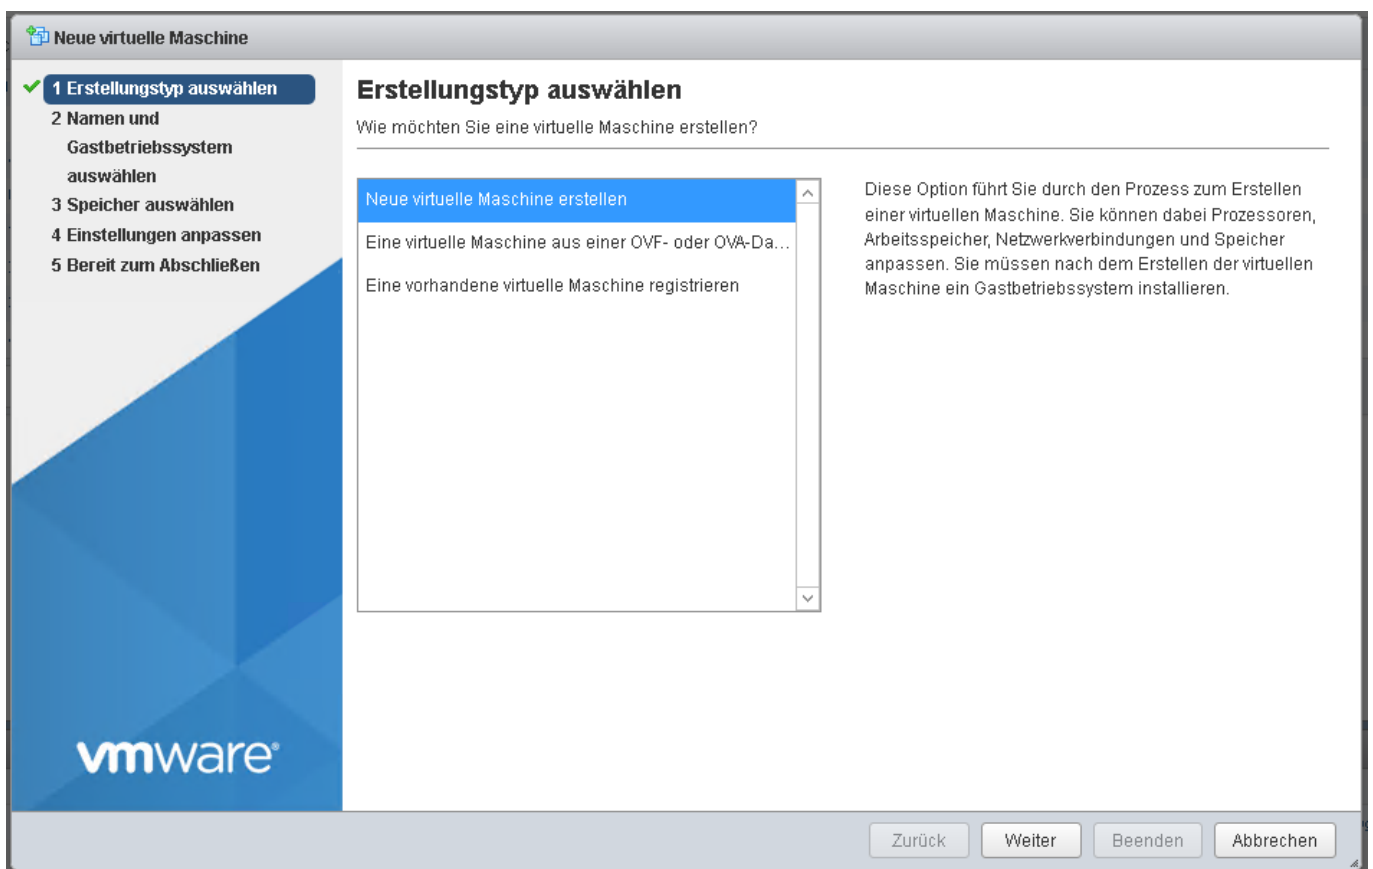 Neue virtuelle Maschine
1 Erstellungstyp auswählen
2 Namen und
Gastbetriebssystem
auswählen
3 Speicher auswählen
4 Einstellungen anpassen
5 Bereit zum Abschließen
vmware®
Erstellungstyp auswählen
Wie möchten Sie eine virtuelle Maschine erstellen?
Neue virtuelle Maschine erstellen
Eine virtuelle Maschine aus einer OVF- oder OVA-Da...
Eine vorhandene virtuelle Maschine registrieren
Diese Option führt Sie durch den Prozess zum Erstellen
einer virtuellen Maschine. Sie können dabei Prozessoren,
Arbeitsspeicher, Netzwerkverbindungen und Speicher
anpassen. Sie müssen nach dem Erstellen der virtuellen
Maschine ein Gastbetriebssystem installieren.
Zurück
Weiter
Beenden
Abbrechen